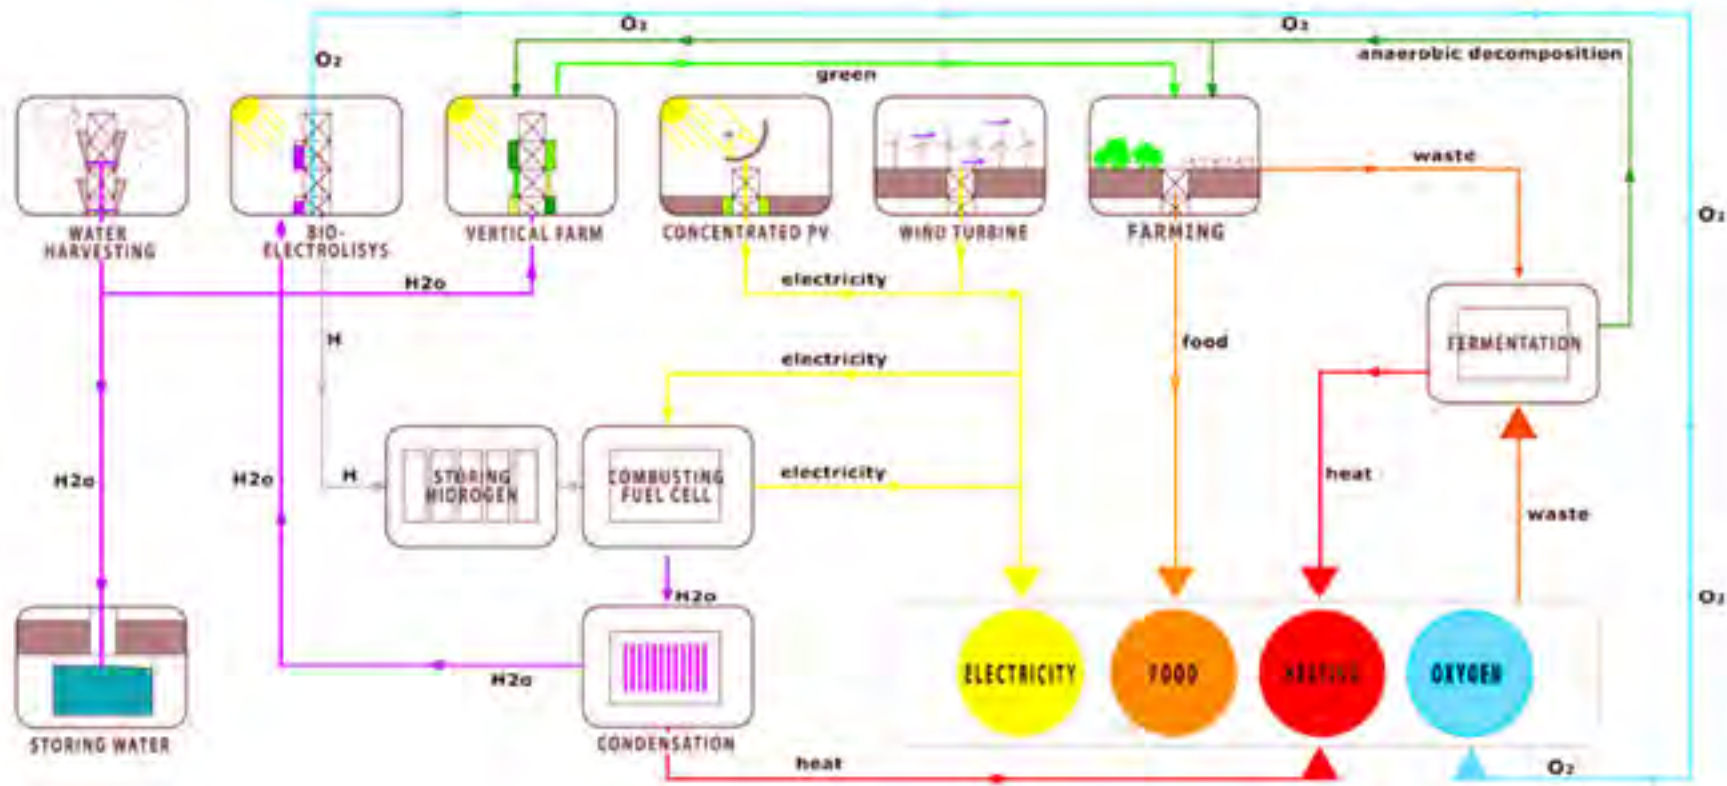 O₂
O₂
anaerobic decomposition
O₂
green
waste
WATER
HARVESTING
BIO-
ELECTROLISYS
VERTICAL FARM
CONCENTRATED PV
WIND TURBINE
FARMING
O₂
H2o
electricity
H
food
FERMENTATION
electricity
H2o
H2o
H
STORING
HIDROGEN
COMBUSTING
FUEL CELL
electricity
heat
waste
H2o
O₂
ELECTRICITY
FOOD
HEATING
OXYGEN
H2o
STORING WATER
CONDENSATION
heat
O₂